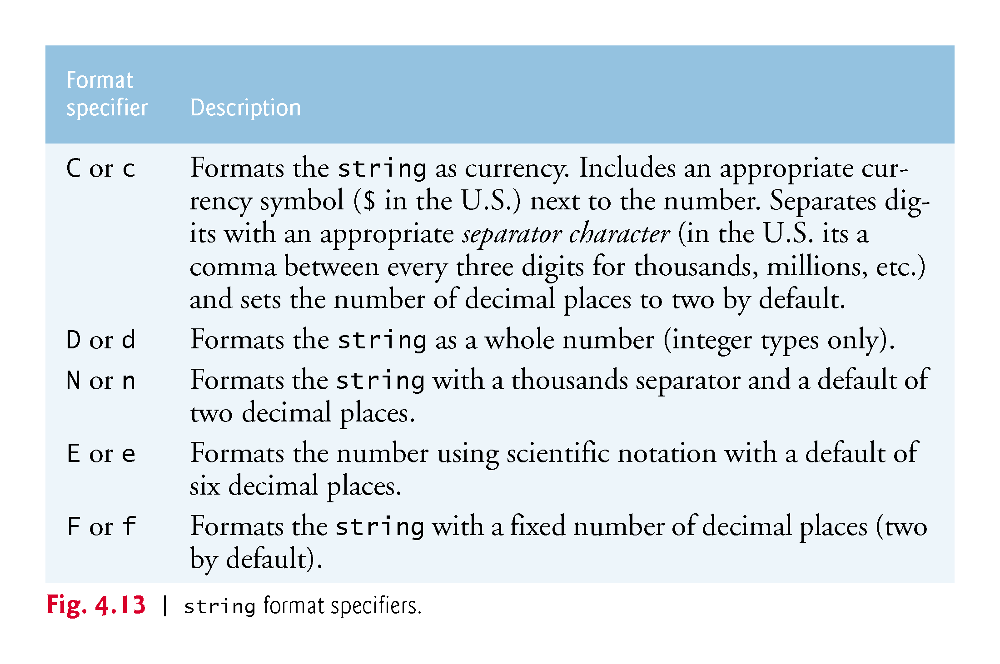 Format
specifier Description
C or c Formats the string as currency. Includes an appropriate cur-
rency symbol ($ in the U.S.) next to the number. Separates dig-
its with an appropriate separator character (in the U.S. its a
comma between every three digits for thousands, millions, etc.)
and sets the number of decimal places to two by default.
D or d Formats the string as a whole number (integer types only).
N or n Formats the string with a thousands separator and a default of
two decimal places.
E or e Formats the number using scientific notation with a default of
six decimal places.
F or f Formats the string with a fixed number of decimal places (two
by default).
Fig. 4.13 | string format specifiers.